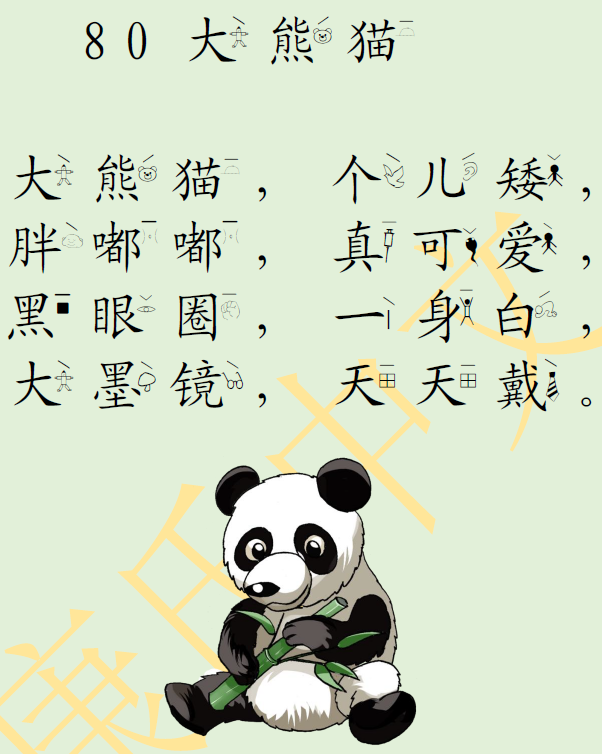 80 大熊猫
大熊猫，个儿矮，
胖嘟嘟，真可爱，
黑眼圈，一身白，
大墨镜，天天戴。